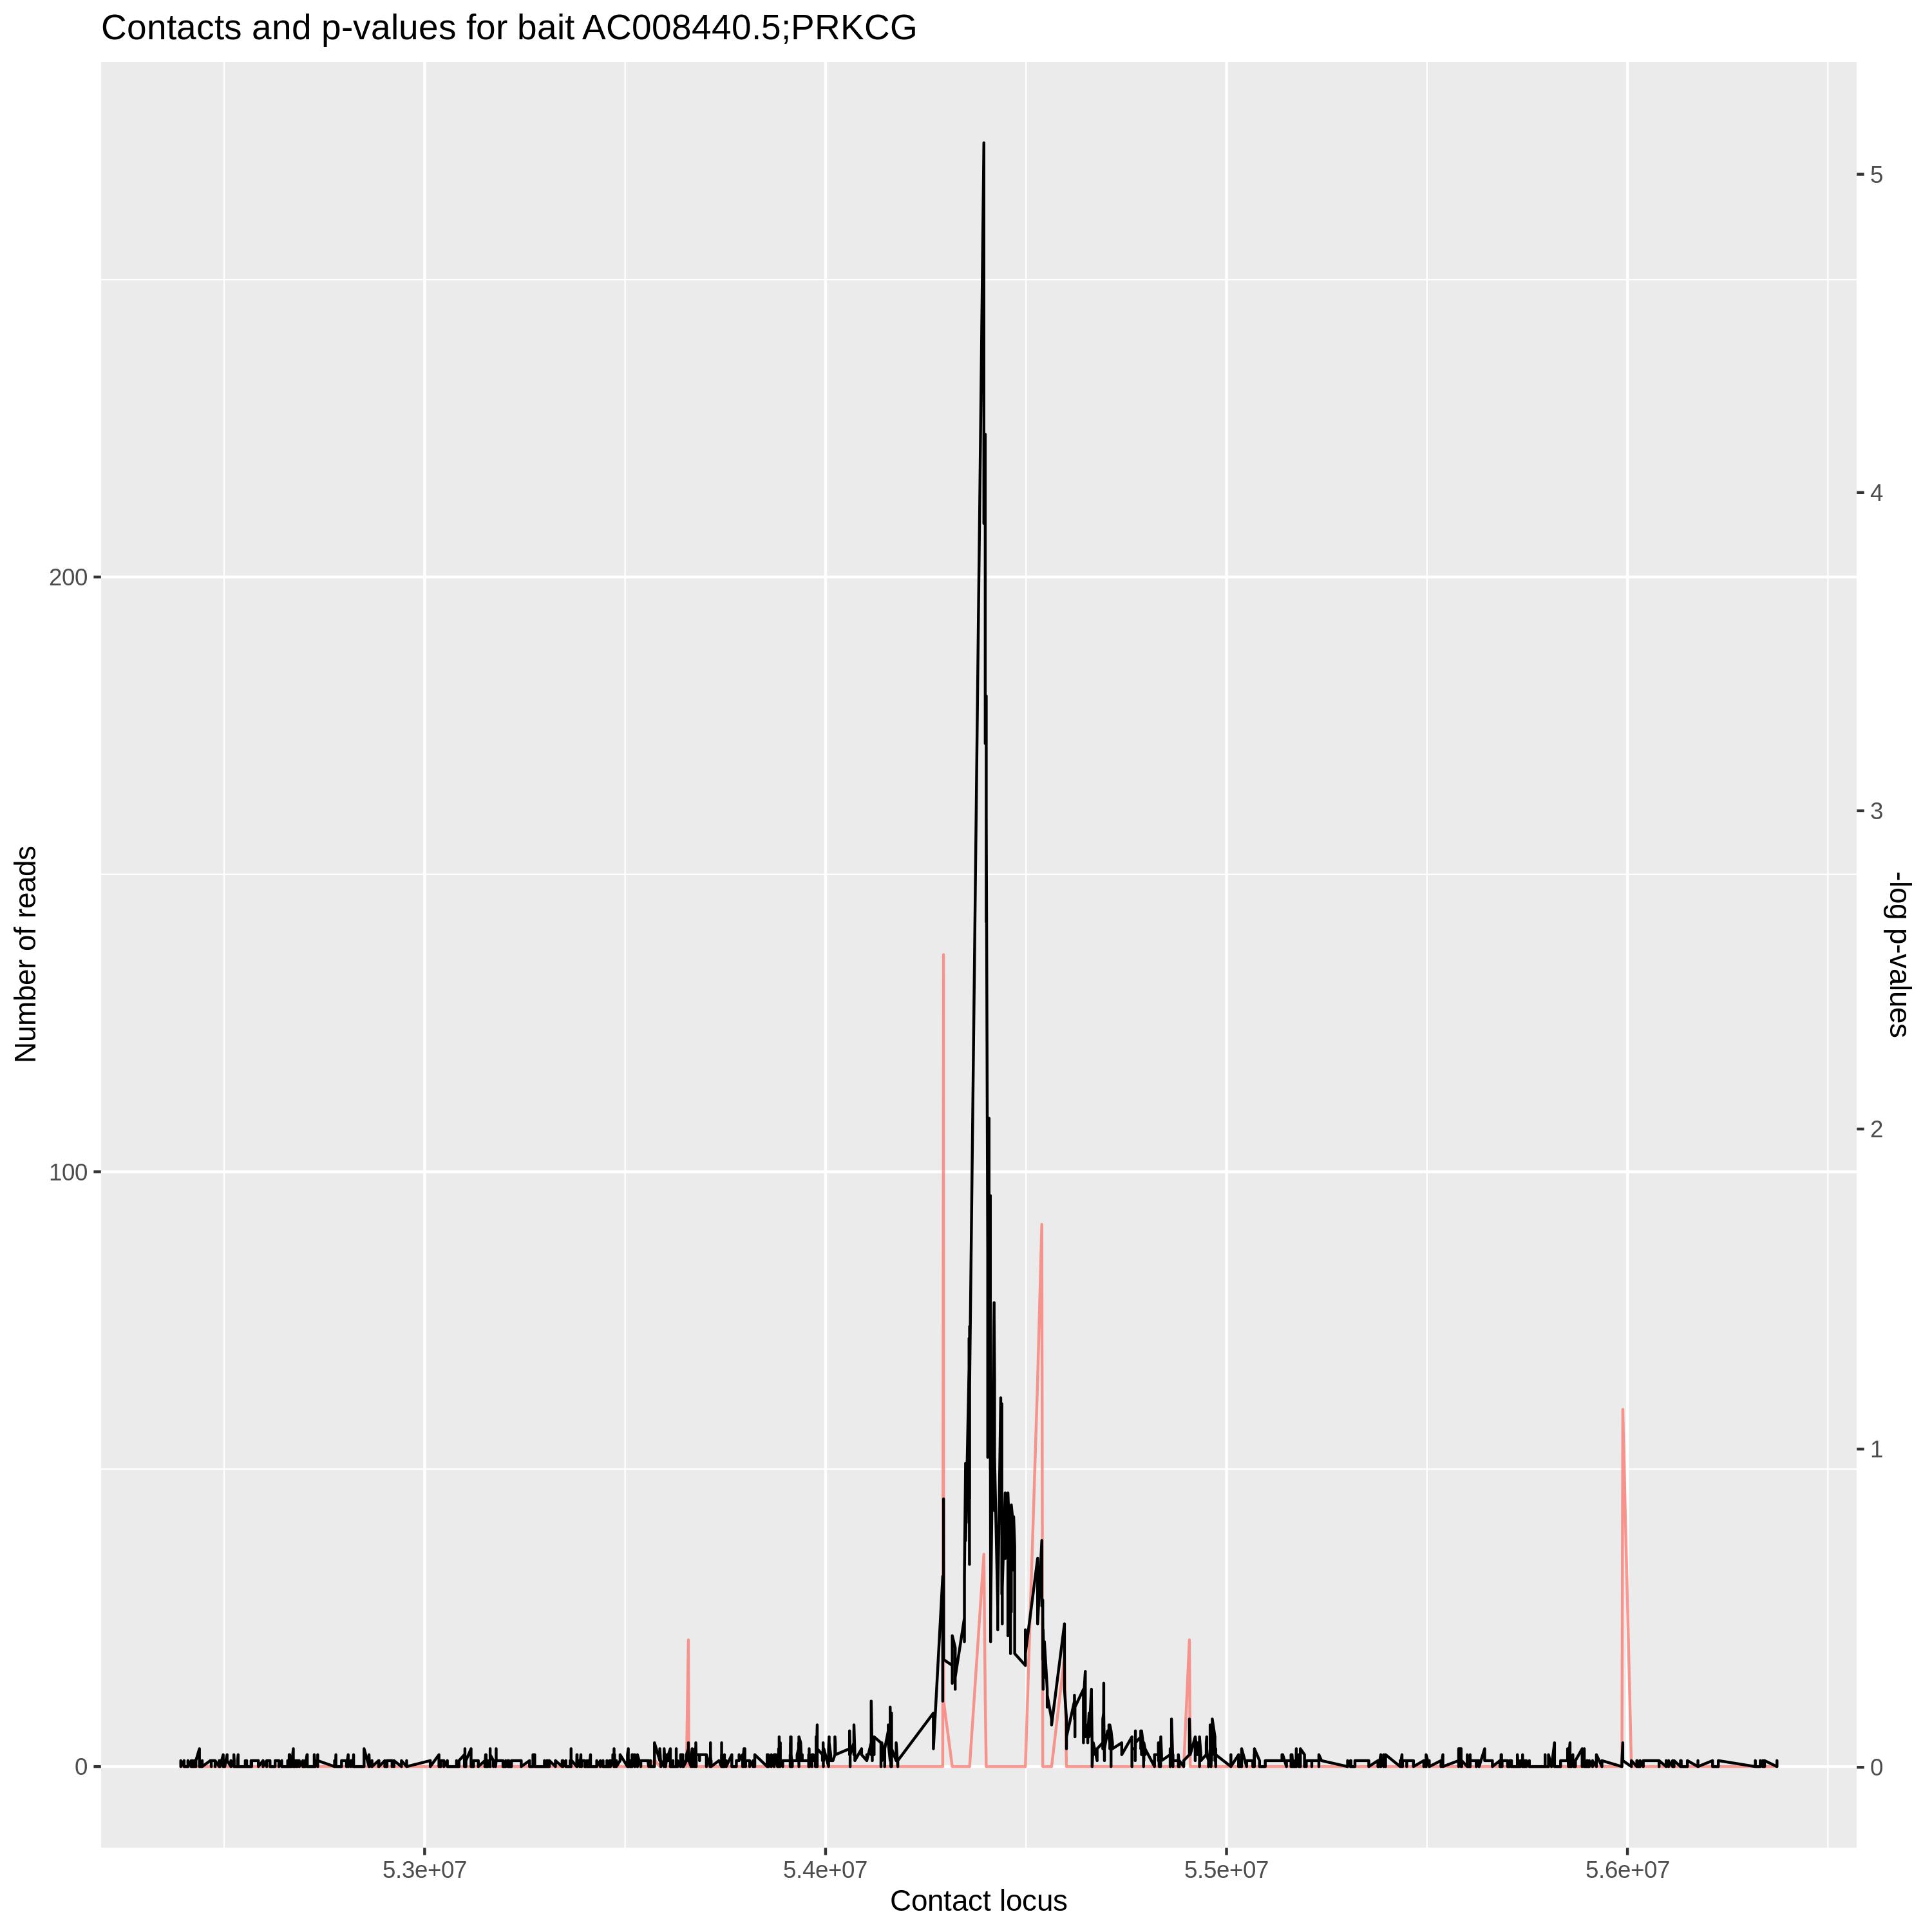 Contacts and p-values for bait AC008440.5;PRKCG
Number of reads
200
100
0
5
4
3
2
1
0
-log p-values
5.3e+07
5.4e+07
5.5e+07
5.6e+07
Contact locus